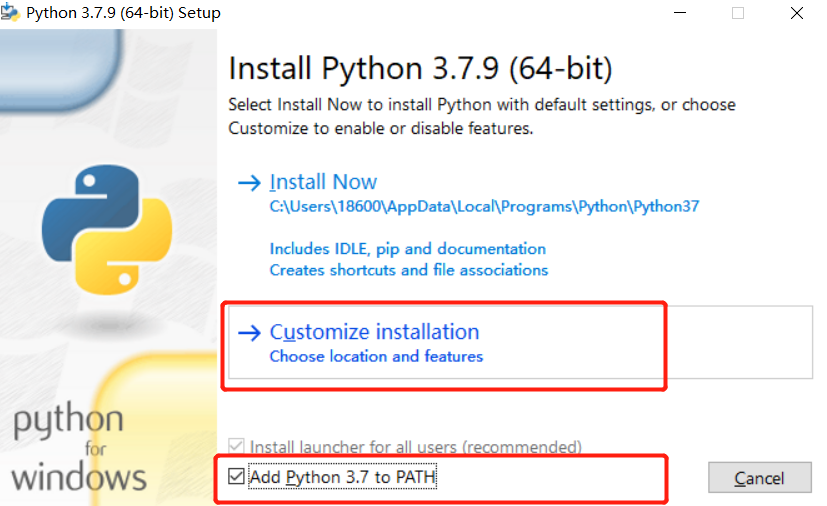 Python 3.7.9 (64-bit) Setup
Install Python 3.7.9 (64-bit)
Select Install Now to install Python with default settings, or choose
Customize to enable or disable features.
Install Now
C:\Users\18600\AppData\Local\Programs\Python\Python37
Includes IDLE, pip and documentation
Creates shortcuts and file associations
Customize installation
Choose location and features
python
for
windows
Install launcher for all users (recommended)
Add Python 3.7 to PATH
Cancel